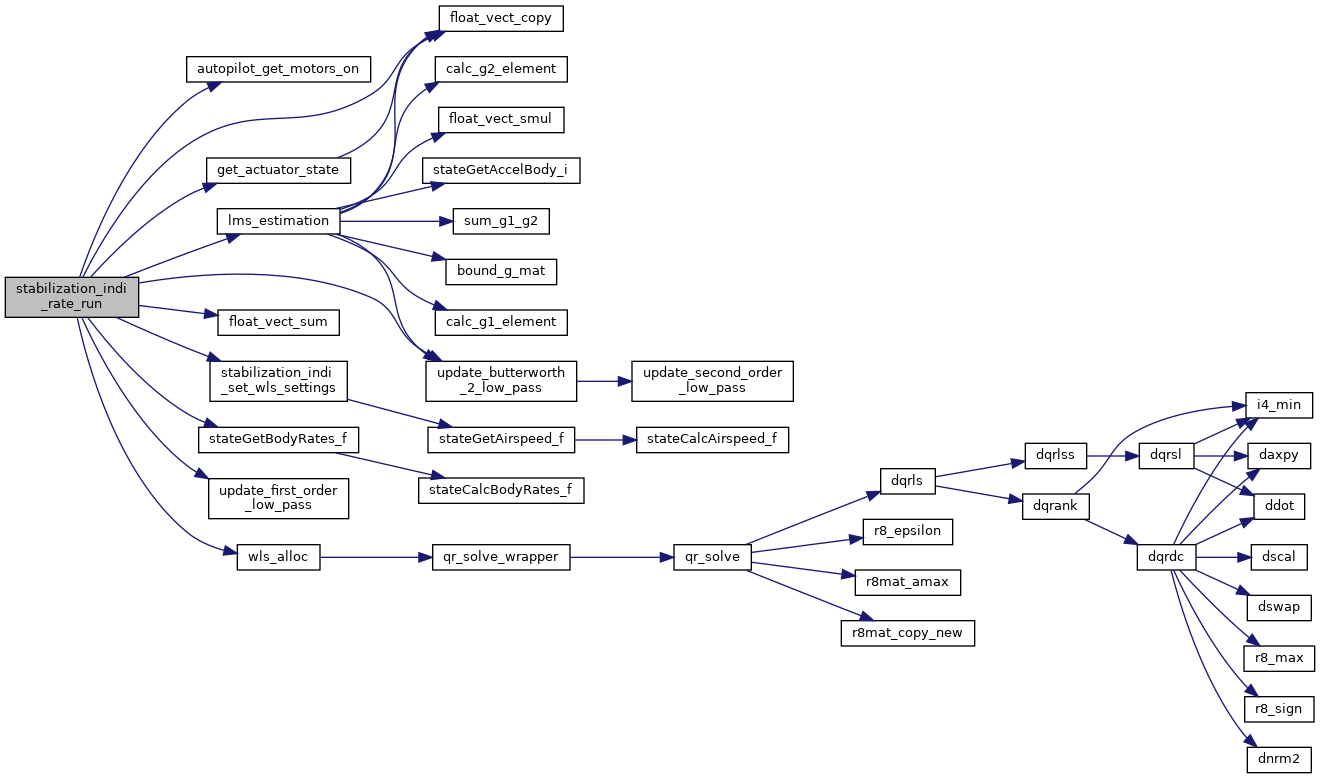 float_vect_copy
autopilot_get_motors_on
calc_g2_element
float_vect_smul
get_actuator_state
stateGetAccelBody_i
lms_estimation
sum_g1_g2
bound_g_mat
stabilization_indi
_rate_run
float_vect_sum
calc_g1_element
stabilization_indi
_set_wls_settings
update_butterworth
_2_low_pass
update_second_order
_low_pass
i4_min
stateGetBodyRates_f
stateGetAirspeed_f
stateCalcAirspeed_f
dqrlss
dqrsl
daxpy
update_first_order
_low_pass
stateCalcBodyRates_f
dqrls
dqrank
ddot
r8_epsilon
wls_alloc
qr_solve_wrapper
qr_solve
dqrdc
dscal
r8mat_amax
dswap
r8mat_copy_new
r8_max
r8_sign
dnrm2